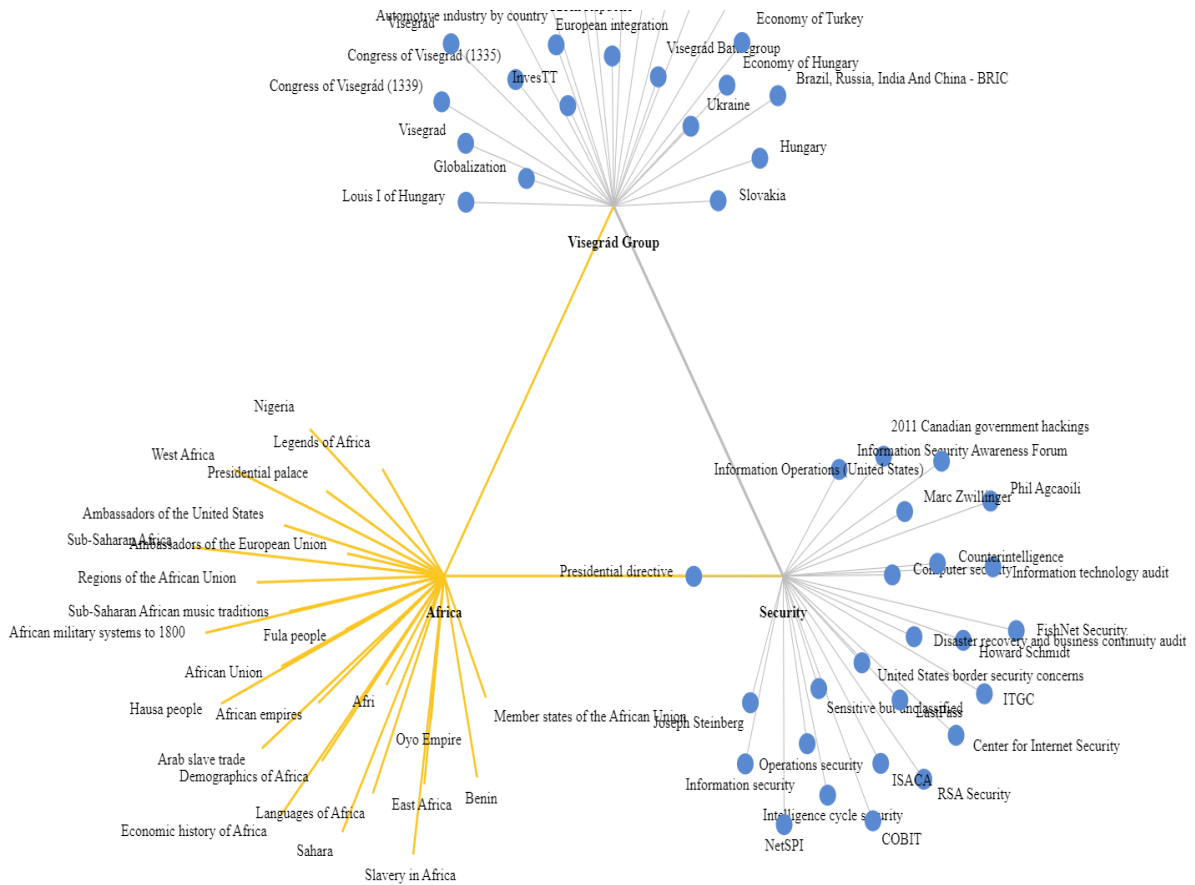 Automotive industry by country
Visegrad
European integration
Economy of Turkey
Congress of Visegrád (1335)
Visegrád Battlegroup
Economy of Hungary
InvesTT
Brazil, Russia, India And China - BRIC
Congress of Visegrád (1339)
Ukraine
Visegrad
Hungary
Globalization
Louis I of Hungary
Slovakia
Visegrád Group
Nigeria
Legends of Africa
West Africa
Presidential palace
Ambassadors of the United States
Sub-Saharan Africa
Ambassadors of the European Union
Regions of the African Union
Sub-Saharan African music traditions
African military systems to 1800
Fula people
Africa
African Union
Hausa people
African empires
Afri
Arab slave trade
Demographics of Africa
Oyo Empire
Member states of the African Union
Languages of Africa
East Africa
Benin
Economic history of Africa
Sahara
Slavery in Africa
2011 Canadian government hackings
Information Security Awareness Forum
Information Operations (United States)
Marc Zwillinger
Phil Agcaoili
Counterintelligence
Computer security
Information technology audit
Presidential directive
Security
FishNet Security
Disaster recovery and business continuity audit
Howard Schmidt
United States border security concerns
ITGC
Sensitive but unclassified
LastPass
Joseph Steinberg
Center for Internet Security
Operations security
Information security
ISACA
RSA Security
Intelligence cycle security
COBIT
NetSPI